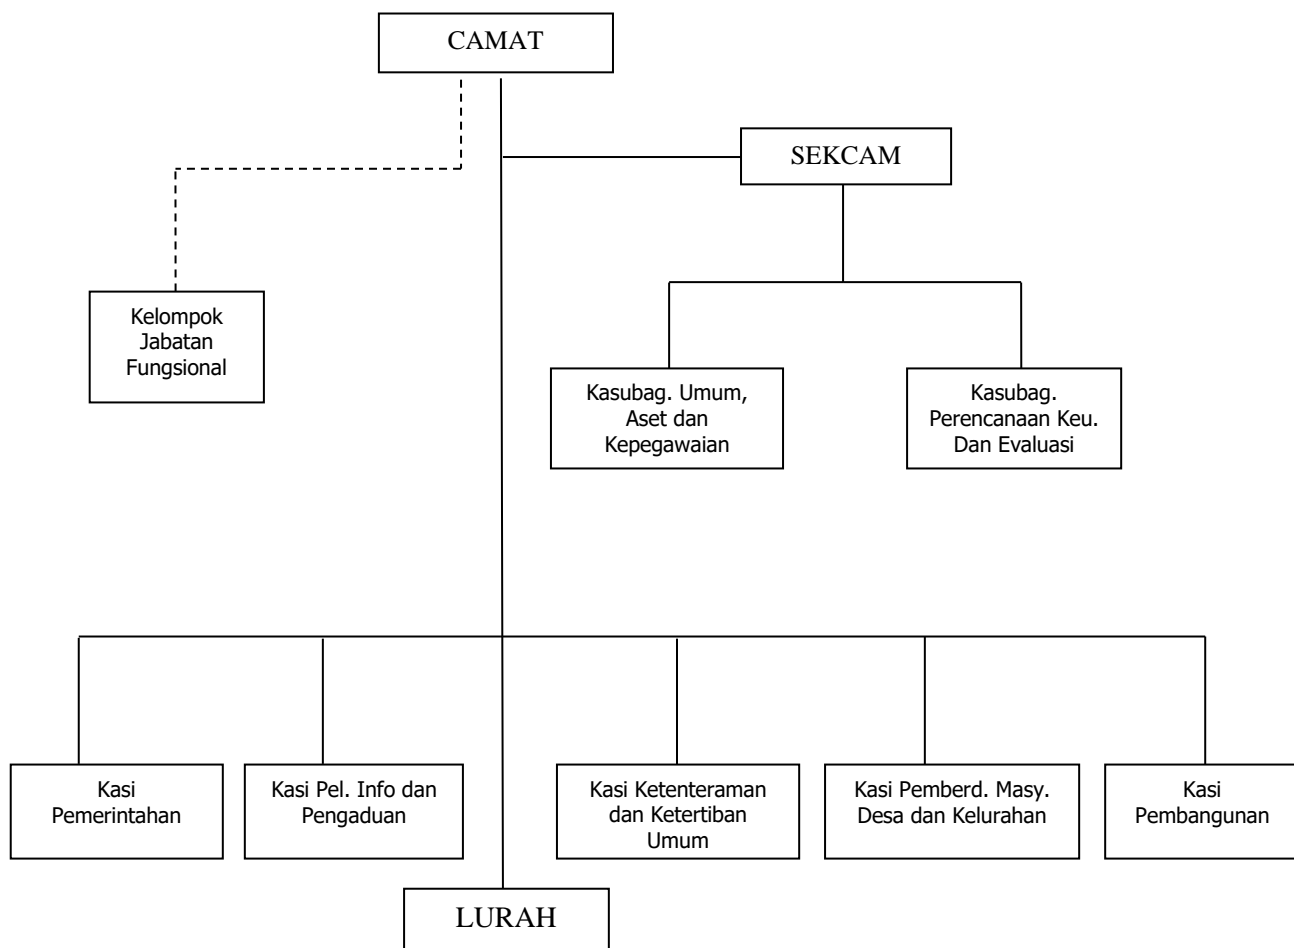 CAMAT
SEKCAM
Kelompok
Jabatan
Fungsional
Kasubag. Umum,
Aset dan
Kepegawaian
Kasubag.
Perencanaan Keu.
Dan Evaluasi
Kasi
Pemerintahan
Kasi Pel. Info dan
Pengaduan
Kasi Ketenteraman
dan Ketertiban
Umum
Kasi Pemberd. Masy.
Desa dan Kelurahan
Kasi
Pembangunan
LURAH